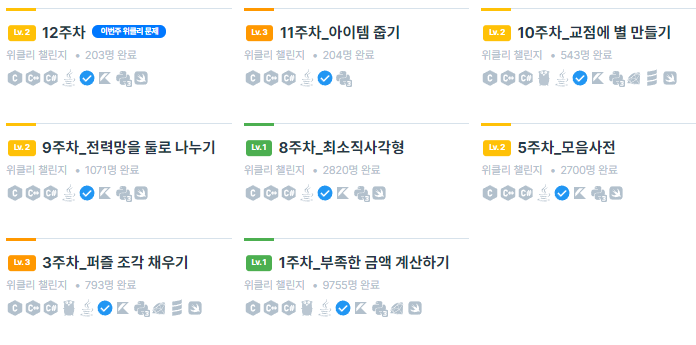 Lv. 2 12주차 이번주 위클리 문제
위클리 챌린지 • 203명 완료
C C++ C#
Lv. 3 11주차_아이템 줍기
위클리 챌린지 • 204명 완료
C C++ C#
Lv. 2 10주차_교점에 별 만들기
위클리 챌린지 • 543명 완료
C C++ C#
Lv. 2 9주차_전력망을 둘로 나누기
위클리 챌린지 • 1071명 완료
C C++ C#
Lv. 1 8주차_최소직사각형
위클리 챌린지 • 2820명 완료
C C++ C#
Lv. 2 5주차_모음사전
위클리 챌린지 • 2700명 완료
C C++ C#
Lv. 3 3주차_퍼즐 조각 채우기
위클리 챌린지 • 793명 완료
C C++ C#
Lv. 1 1주차_부족한 금액 계산하기
위클리 챌린지 • 9755명 완료
C C++ C#